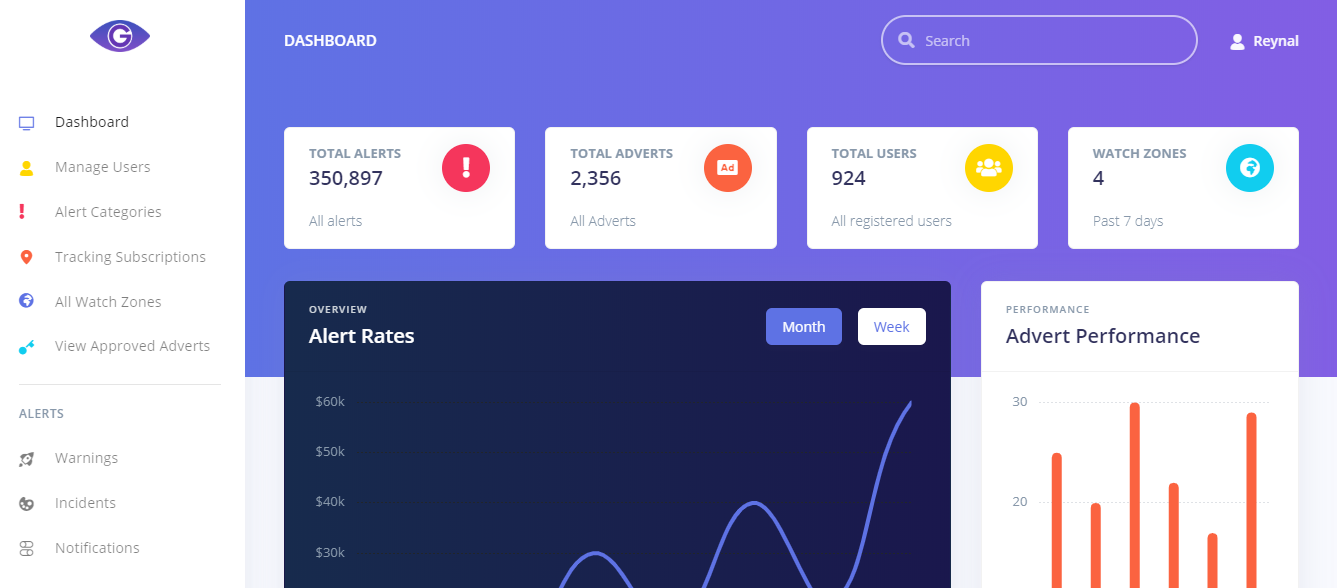 G
DASHBOARD
Search
Reynal
Dashboard
Manage Users
Alert Categories
Tracking Subscriptions
All Watch Zones
View Approved Adverts
ALERTS
Warnings
Incidents
Notifications
TOTAL ALERTS
350,897
All alerts
TOTAL ADVERTS
2,356
Ad
All Adverts
TOTAL USERS
924
All registered users
WATCH ZONES
4
Past 7 days
OVERVIEW
Alert Rates
Month
Week
$60k
$50k
$40k
$30k
PERFORMANCE
Advert Performance
30
20